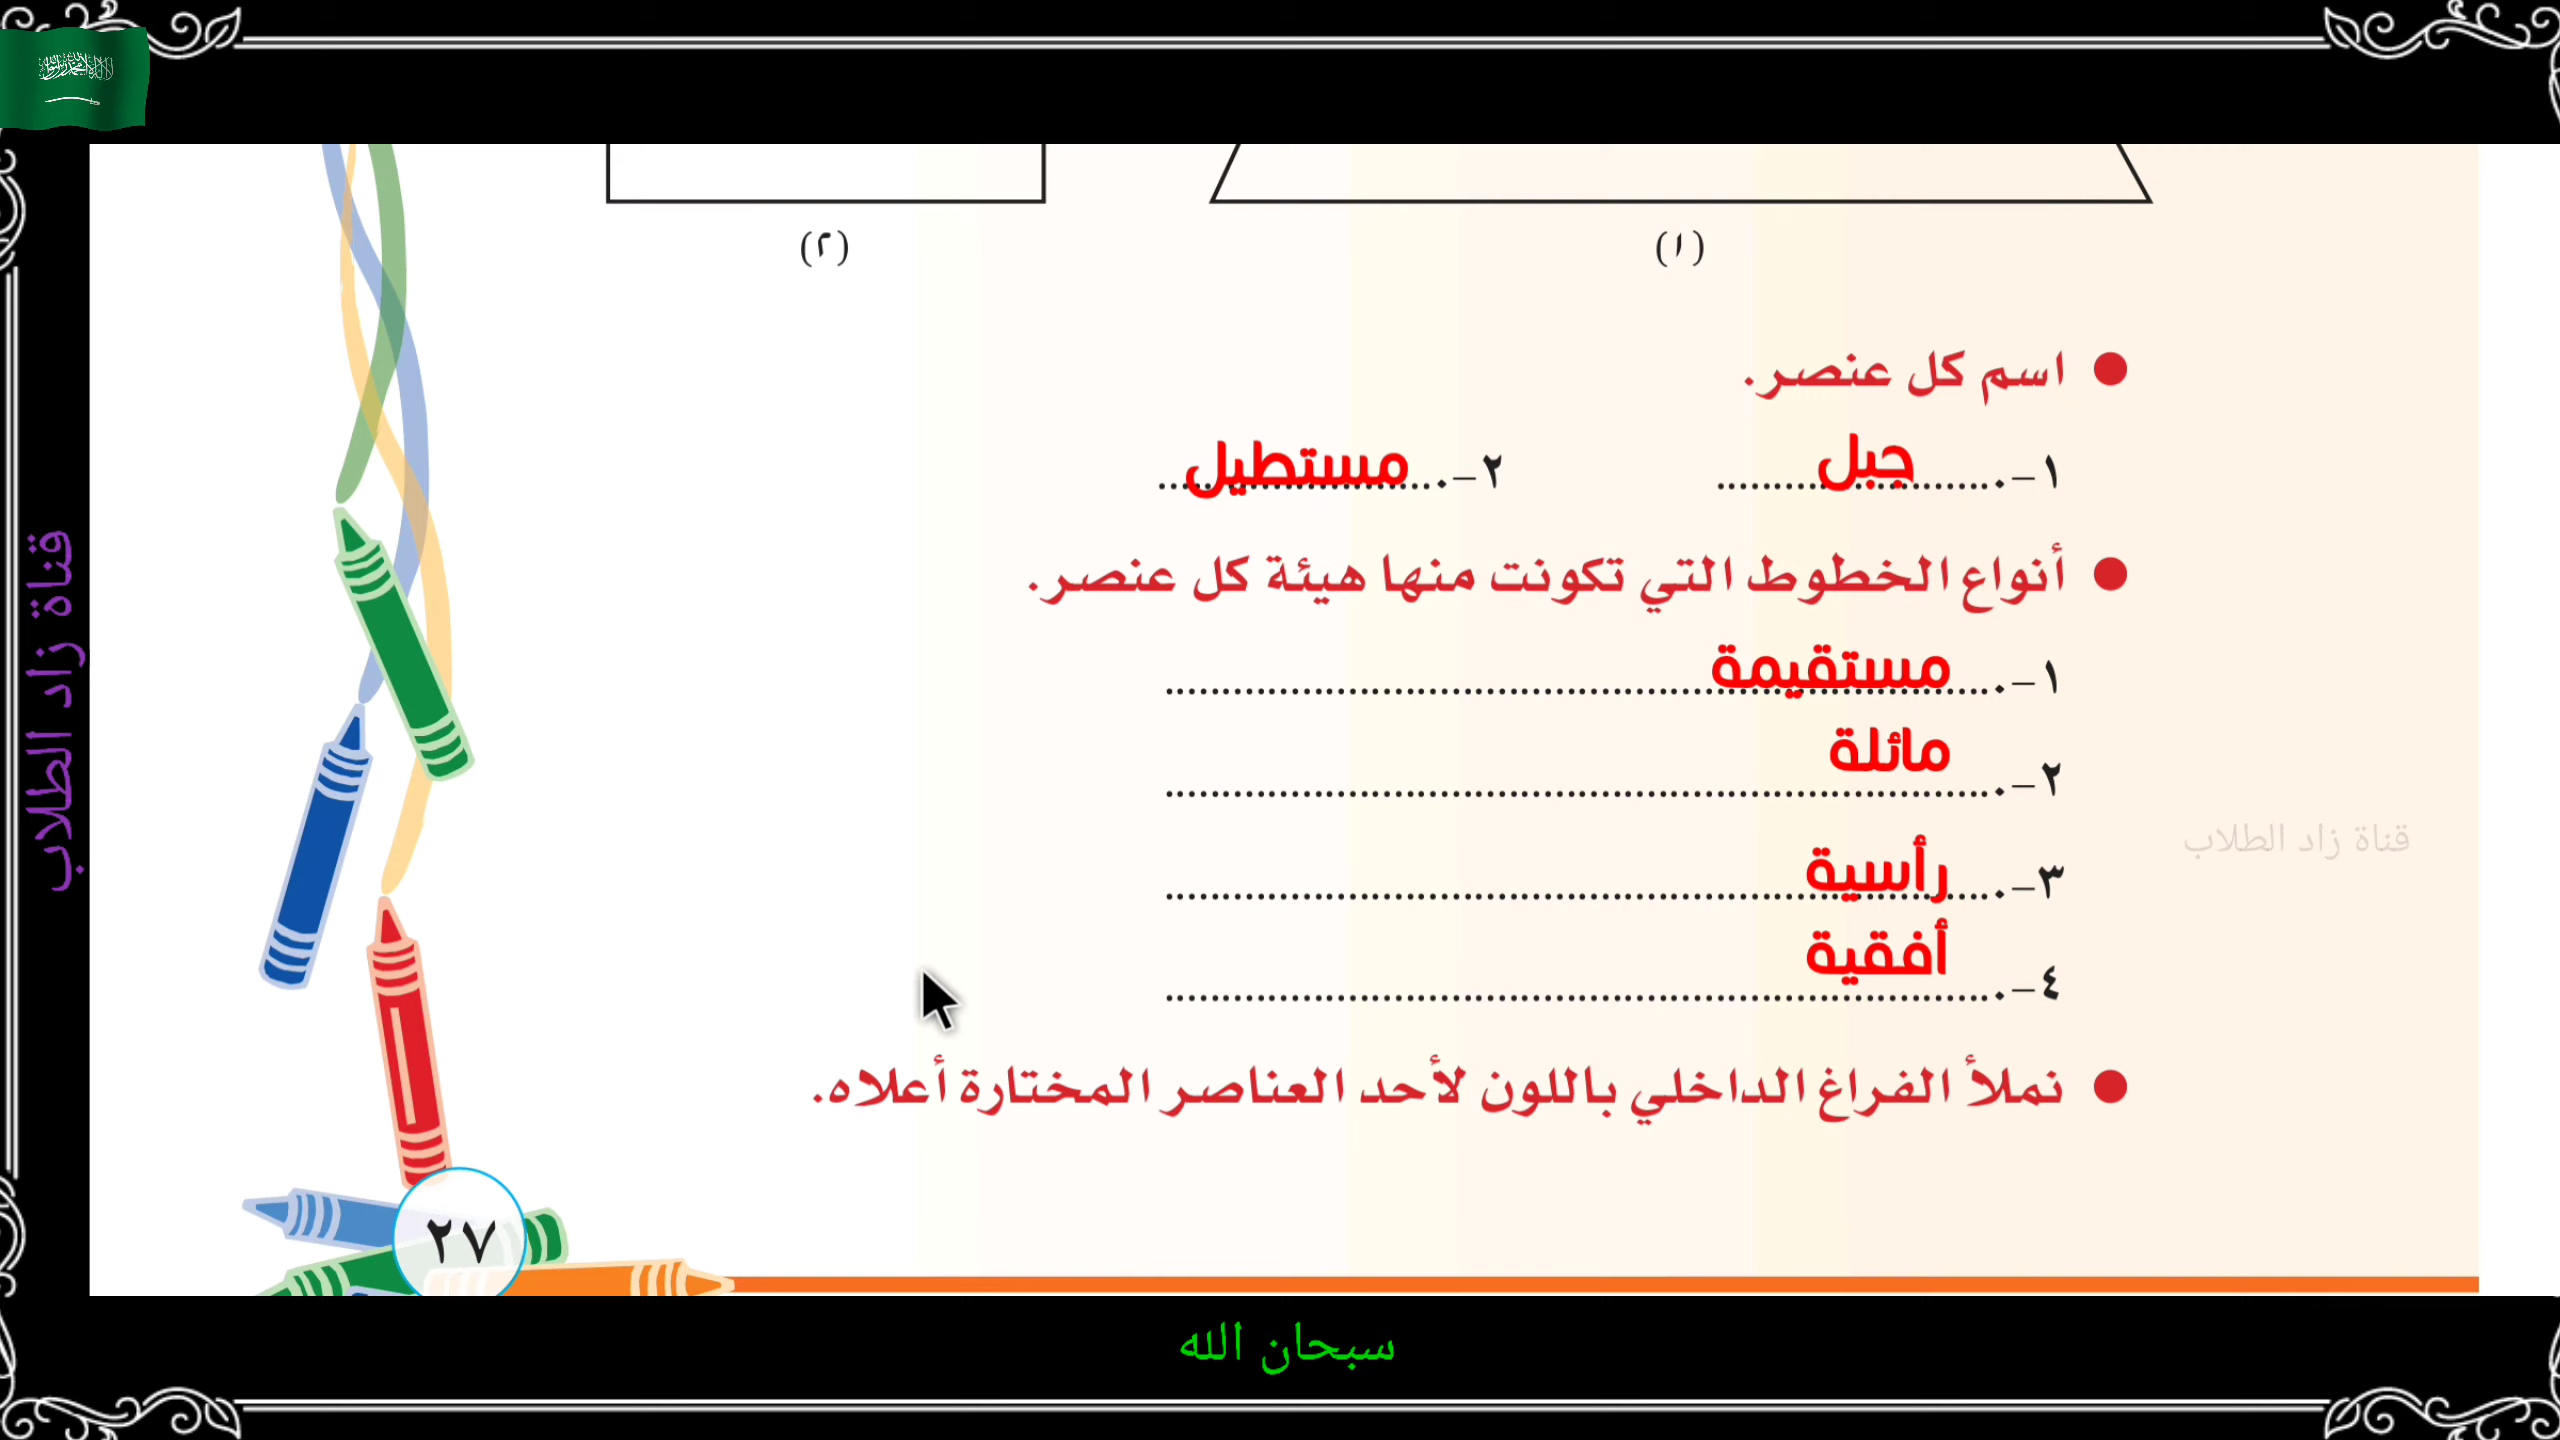 (١) (٢)
● اسم كل عنصر.
١-. جبل ٢-. مستطيل
● أنواع الخطوط التي تكونت منها هيئة كل عنصر.
١-. مستقيمة
٢-. مائلة
٣-. رأسية
٤-. أفقية
● نملأ الفراغ الداخلي باللون لأحد العناصر المختارة أعلاه.
قناة زاد الطلاب
قناة زاد الطلاب
٢٧
سبحان الله